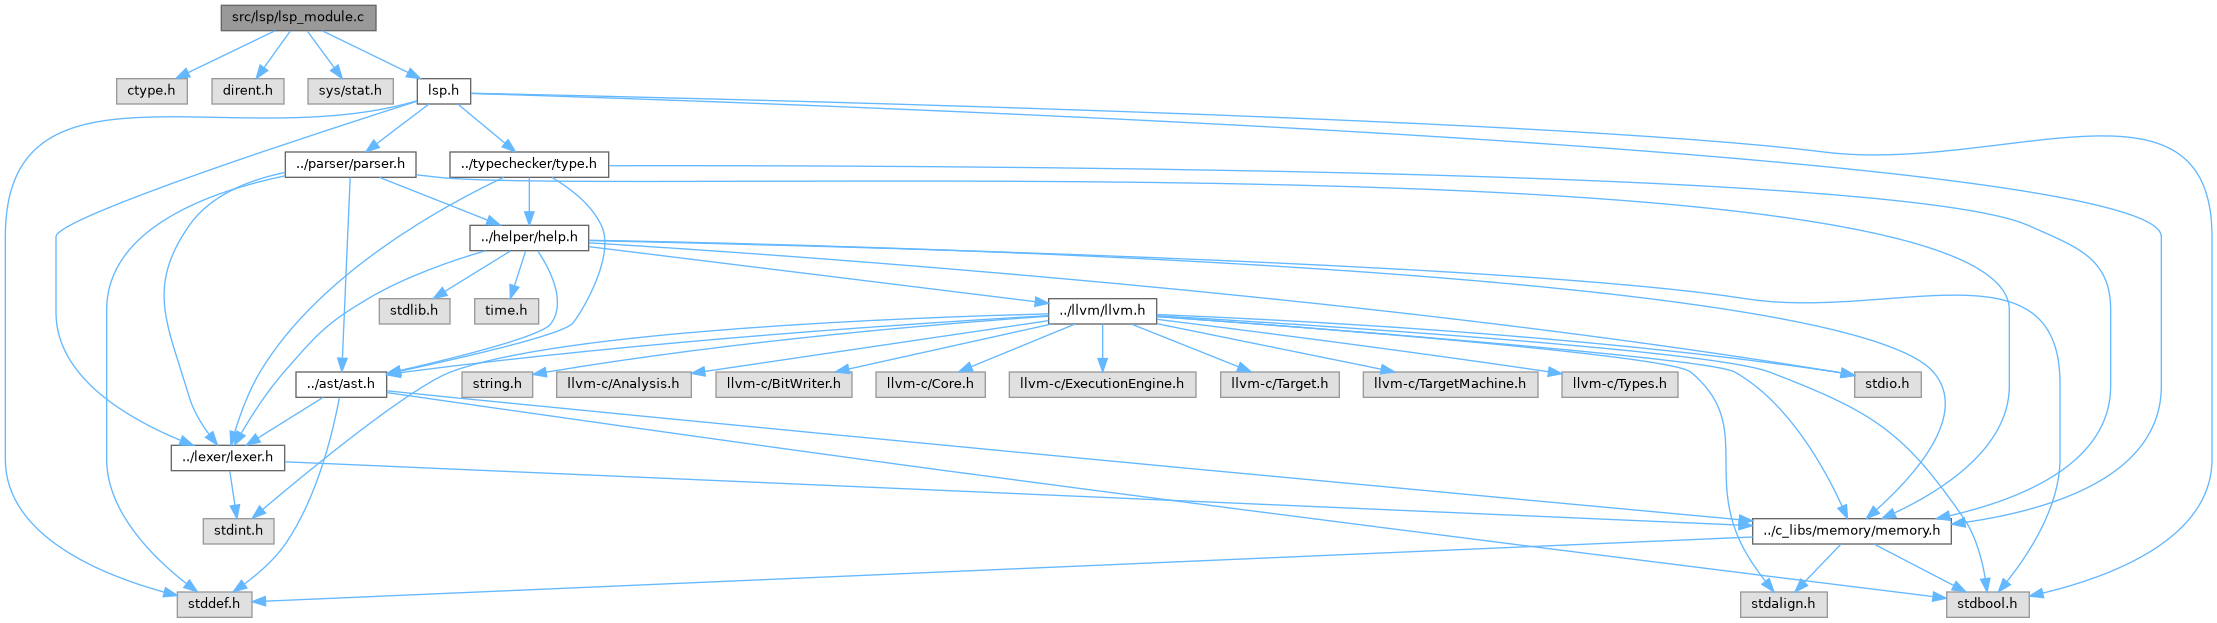 src/lsp/lsp_module.c
ctype.h
dirent.h
sys/stat.h
lsp.h
../parser/parser.h
../typechecker/type.h
../helper/help.h
stdlib.h
time.h
../llvm/llvm.h
../ast/ast.h
string.h
llvm-c/Analysis.h
llvm-c/BitWriter.h
llvm-c/Core.h
llvm-c/ExecutionEngine.h
llvm-c/Target.h
llvm-c/TargetMachine.h
llvm-c/Types.h
stdio.h
../lexer/lexer.h
stdint.h
../c_libs/memory/memory.h
stddef.h
stdalign.h
stdbool.h